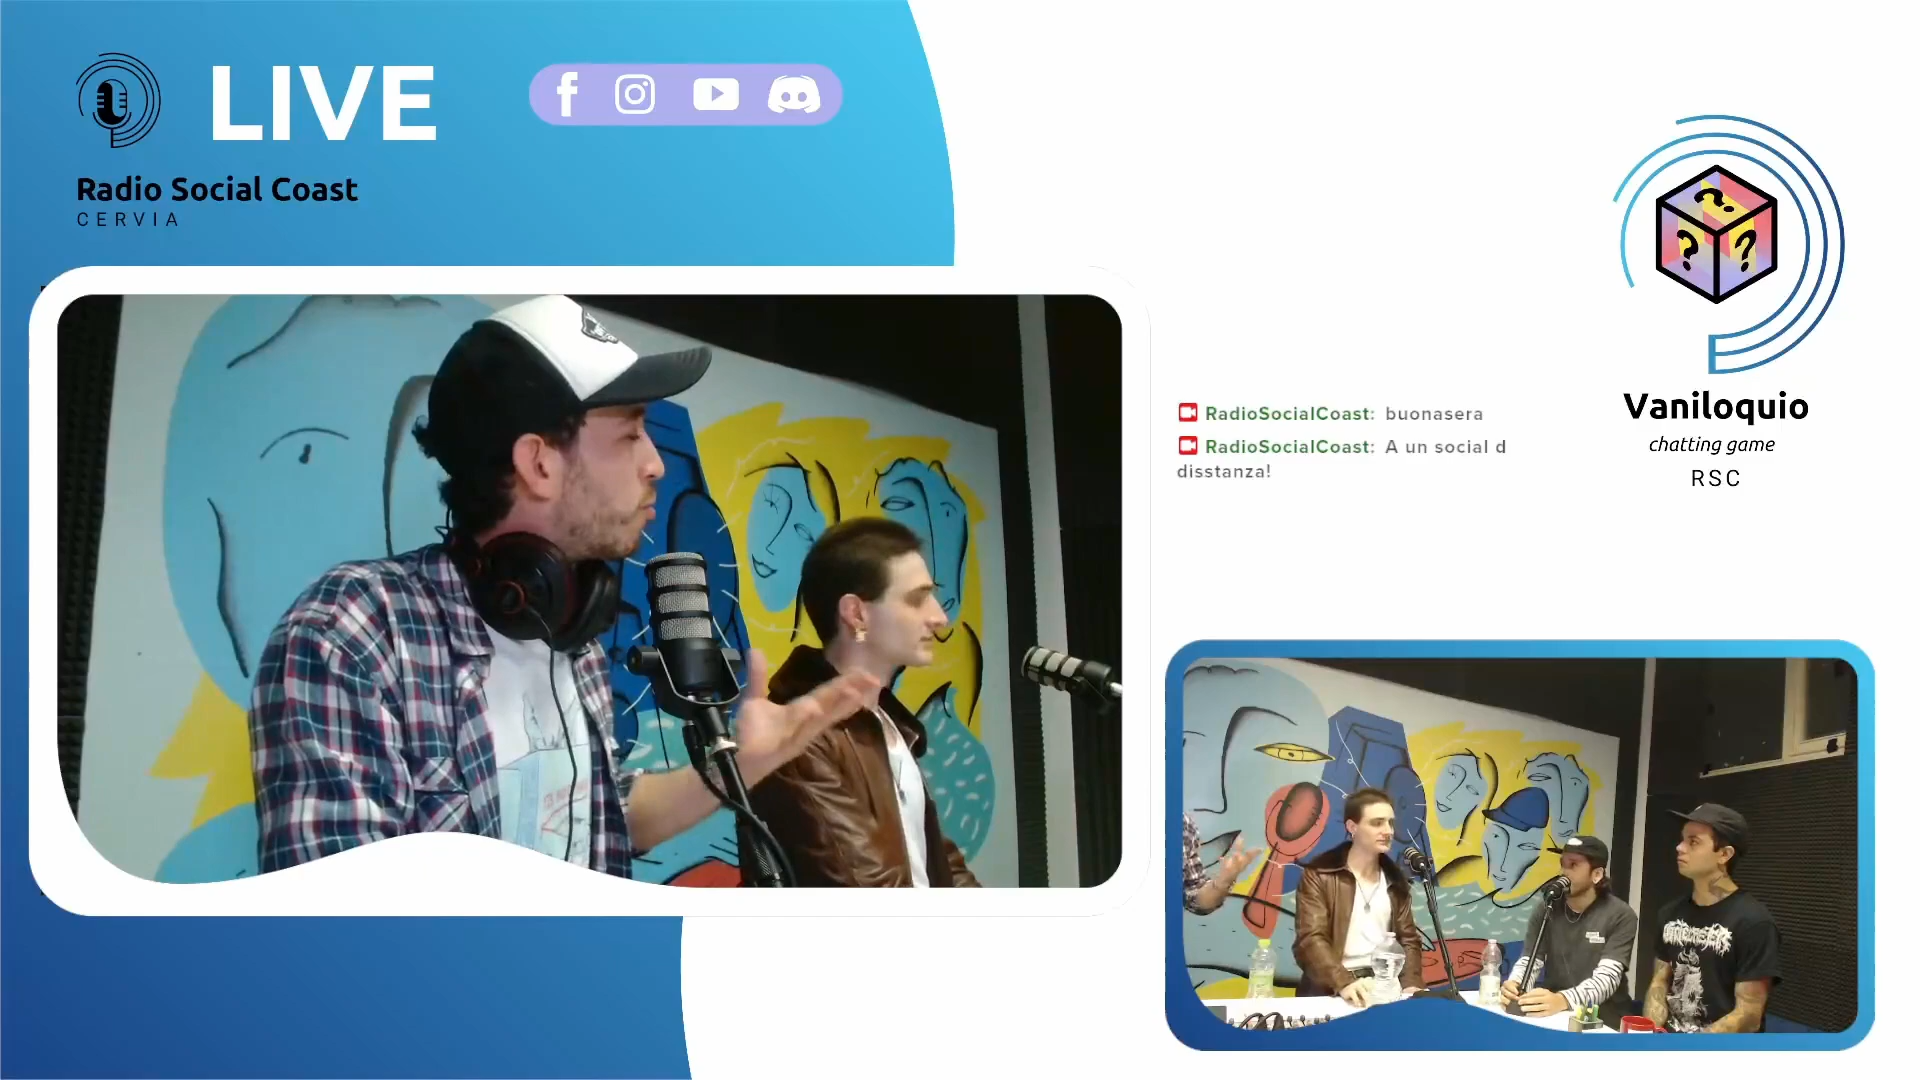 LIVE
Radio Social Coast
CERVIA
RadioSocialCoast: buonasera
RadioSocialCoast: A un social d
disstanza!
Vaniloquio
chatting game
RSC
? ? ?